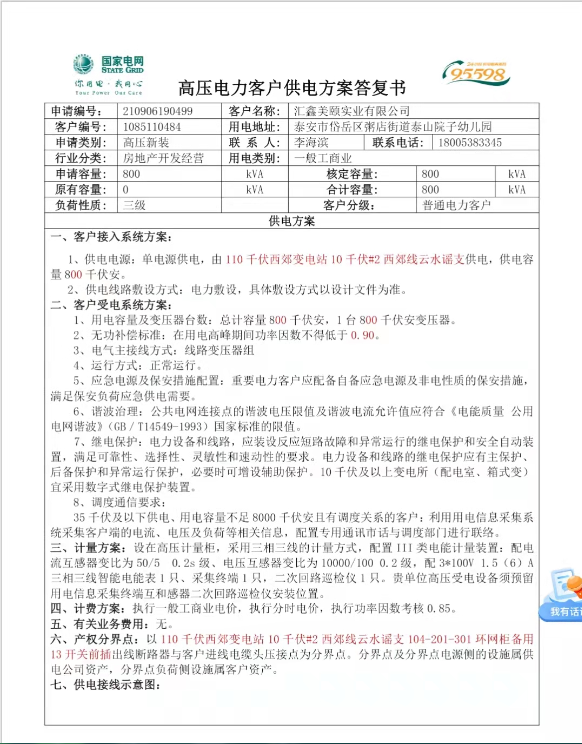 国家电网
STATE GRID
你用电·我用心
Your Power Our Care
95598
高压电力客户供电方案答复书
申请编号: 210906190499 客户名称: 汇鑫美颐实业有限公司
客户编号: 1085110484 用电地址: 泰安市岱岳区粥店街道泰山院子幼儿园
申请类别: 高压新装 联 系 人: 李海滨 联系电话: 18005383345
行业分类: 房地产开发经营 用电类别: 一般工商业
申请容量: 800 kVA 核定容量: 800 kVA
原有容量: 0 kVA 合计容量: 800 kVA
负荷性质: 三级 客户分级: 普通电力客户
供电方案
一、客户接入系统方案:
1、供电电源: 单电源供电, 由 110 千伏西郊变电站 10 千伏#2 西郊线云水谣支供电, 供电容
量 800 千伏安。
2、供电线路敷设方式: 电力敷设, 具体敷设方式以设计文件为准。
二、客户受电系统方案:
1、用电容量及变压器台数: 总计容量 800 千伏安, 1 台 800 千伏安变压器。
2、无功补偿标准: 在用电高峰期间功率因数不得低于 0.90。
3、电气主接线方式: 线路变压器组
4、运行方式: 正常运行。
5、应急电源及保安措施配置: 重要电力客户应配备自备应急电源及非电性质的保安措施,
满足保安负荷应急供电需要。
6、谐波治理: 公共电网连接点的谐波电压限值及谐波电流允许值应符合《电能质量 公用
电网谐波》(GB/T14549-1993) 国家标准的限值。
7、继电保护: 电力设备和线路, 应装设反应短路故障和异常运行的继电保护和安全自动装
置, 满足可靠性、选择性、灵敏性和速动性的要求。电力设备和线路的继电保护应有主保护、
后备保护和异常运行保护, 必要时可增设辅助保护。10 千伏及以上变电所 (配电室、箱式变)
宜采用数字式继电保护装置。
8、调度通信要求:
35 千伏及以下供电、用电容量不足 8000 千伏安且有调度关系的客户: 利用用电信息采集系
统采集客户端的电流、电压及负荷等相关信息, 配置专用通讯市话与调度部门进行联络。
三、计量方案: 设在高压计量柜, 采用三相三线的计量方式, 配置 III 类电能计量装置: 配电
流互感器变比为 50/5 0.2s 级、电压互感器变比为 10000/100 0.2 级, 配 3*100V 1.5 (6) A
三相三线智能电能表 1 只、采集终端 1 只, 二次回路巡检仪 1 只。贵单位高压受电设备须预留
用电信息采集终端互和感器二次回路巡检仪安装位置。
四、计费方案: 执行一般工商业电价, 执行分时电价, 执行功率因数考核 0.85。
五、有关业务费用: 无。
六、产权分界点: 以 110 千伏西郊变电站 10 千伏#2 西郊线云水谣支 104-201-301 环网柜备用
13 开关前插出线断路器与客户进线电缆头压接点为分界点。分界点及分界点电源侧的设施属供
电公司资产, 分界点负荷侧设施属客户资产。
七、供电接线示意图:
我有话